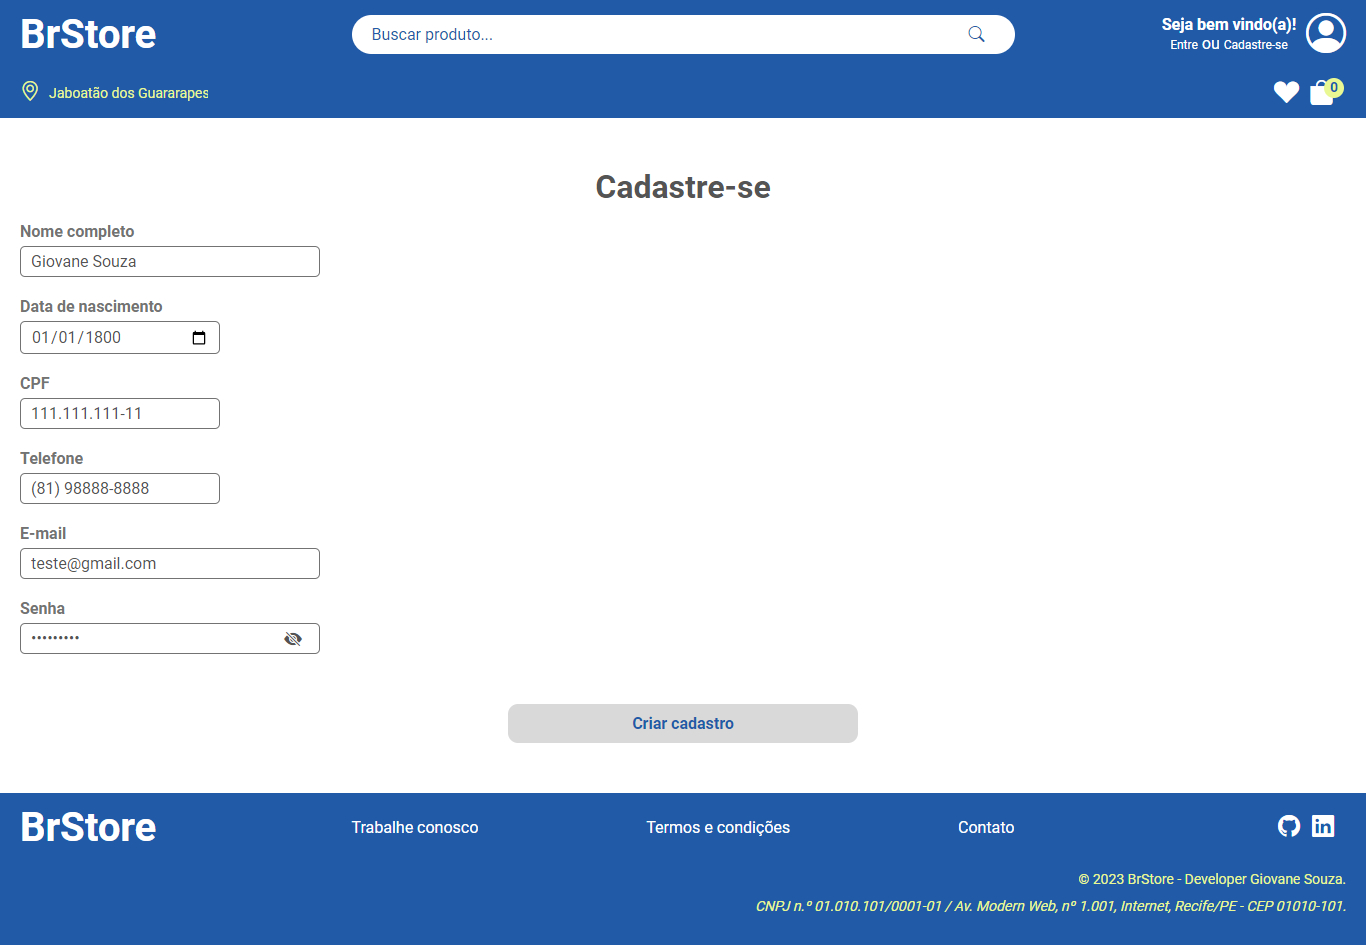 BrStore
Buscar produto...
Seja bem vindo(a)!
Entre OU Cadastre-se
Jaboatão dos Guararapes
0
Cadastre-se
Nome completo
Giovane Souza
Data de nascimento
01/01/1800
CPF
111.111.111-11
Telefone
(81) 98888-8888
E-mail
teste@gmail.com
Senha
•••••••••
Criar cadastro
BrStore
Trabalhe conosco
Termos e condições
Contato
in
© 2023 BrStore - Developer Giovane Souza.
CNPJ n.º 01.010.101/0001-01 / Av. Modern Web, nº 1.001, Internet, Recife/PE - CEP 01010-101.